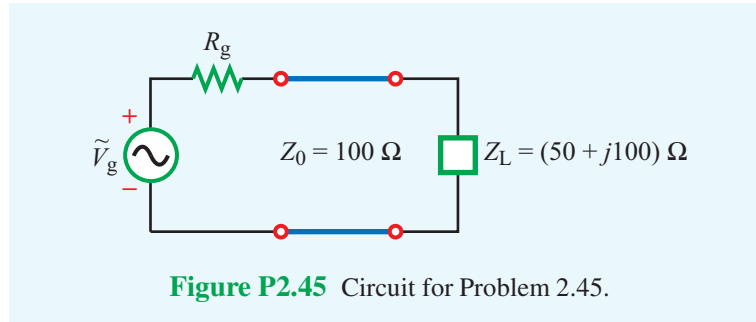 Rg
+
Ṽg
−
Z0 = 100 Ω
ZL = (50 + j100) Ω
Figure P2.45 Circuit for Problem 2.45.